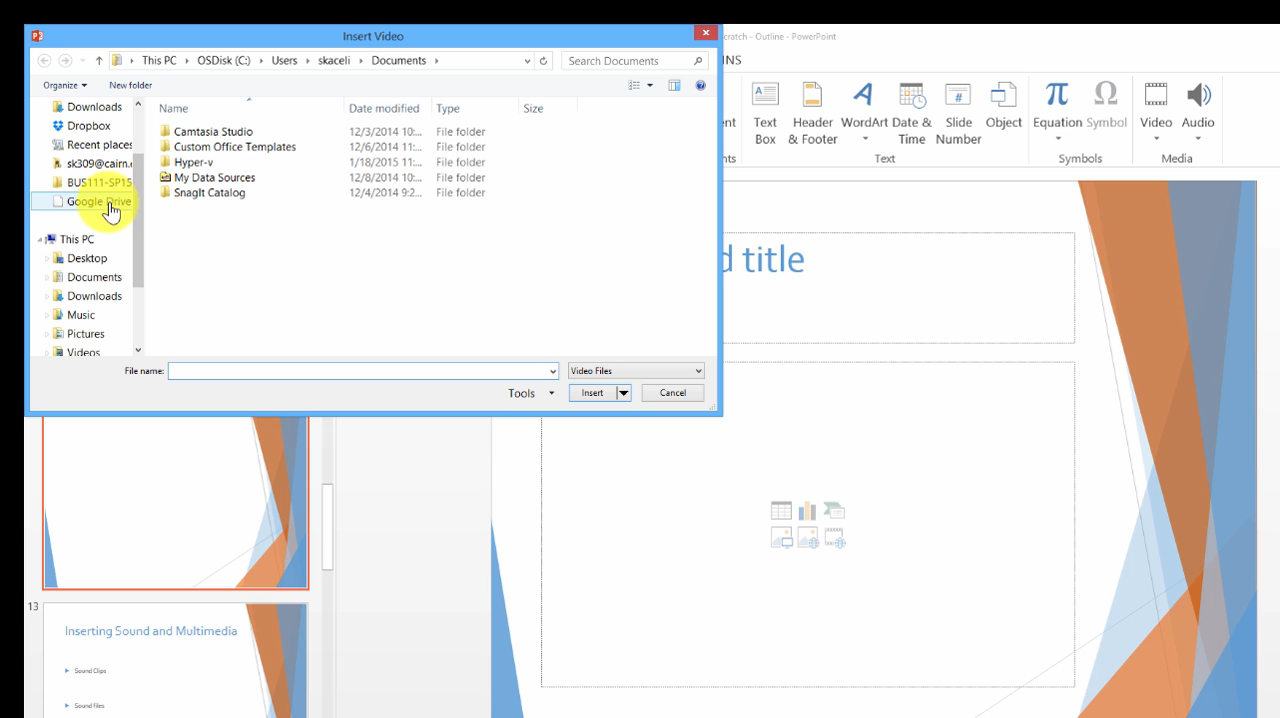 Insert Video
cratch - Outline - PowerPoint
This PC
OSDisk (C:)
Users
skaceli
Documents
Search Documents
NS
Organize
New folder
Downloads
Dropbox
Recent places
sk309@cairn.e
BUS111-SP15
Google Drive
This PC
Desktop
Documents
Downloads
Music
Pictures
Videos
Name Date modified Type Size
Camtasia Studio 12/3/2014 10:... File folder
Custom Office Templates 12/6/2014 11:... File folder
Hyper-v 1/18/2015 11:... File folder
My Data Sources 12/8/2014 10:... File folder
SnagIt Catalog 12/4/2014 9:2... File folder
File name:
Video Files
Tools
Insert
Cancel
ent
nts
Text
Box
Header
& Footer
WordArt
Date &
Time
Slide
Number
Object
Text
Equation
Symbol
Symbols
Video
Audio
Media
d title
13
Inserting Sound and Multimedia
Sound Clips
Sound files